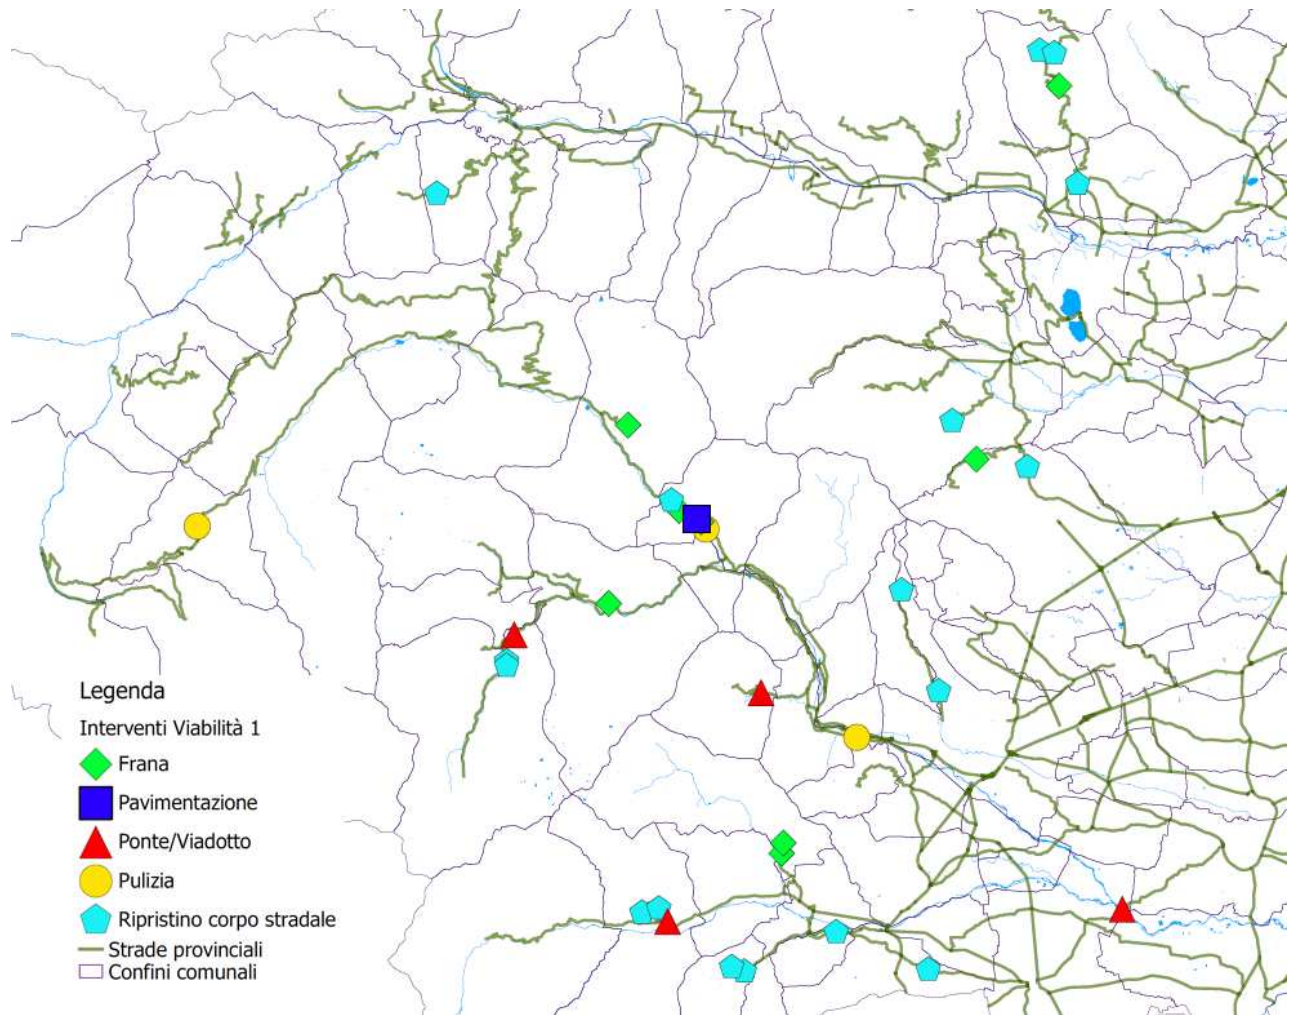 Legenda
Interventi Viabilità 1
Frana
Pavimentazione
Ponte/Viadotto
Pulizia
Ripristino corpo stradale
Strade provinciali
Confini comunali